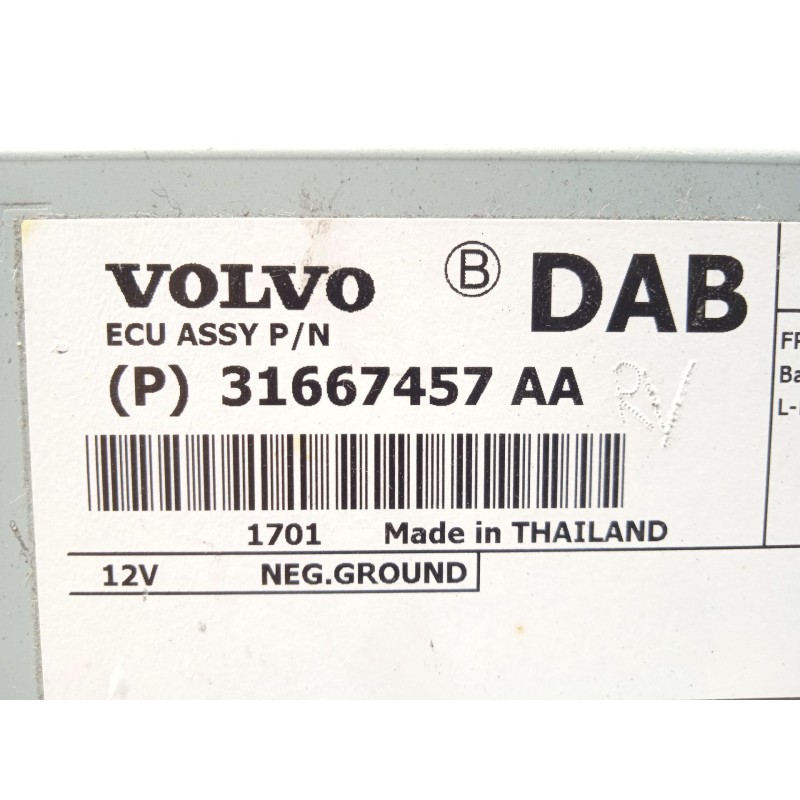 VOLVO B DAB
ECU ASSY P/N
(P) 31667457 AA
1701 Made in THAILAND
12V NEG.GROUND